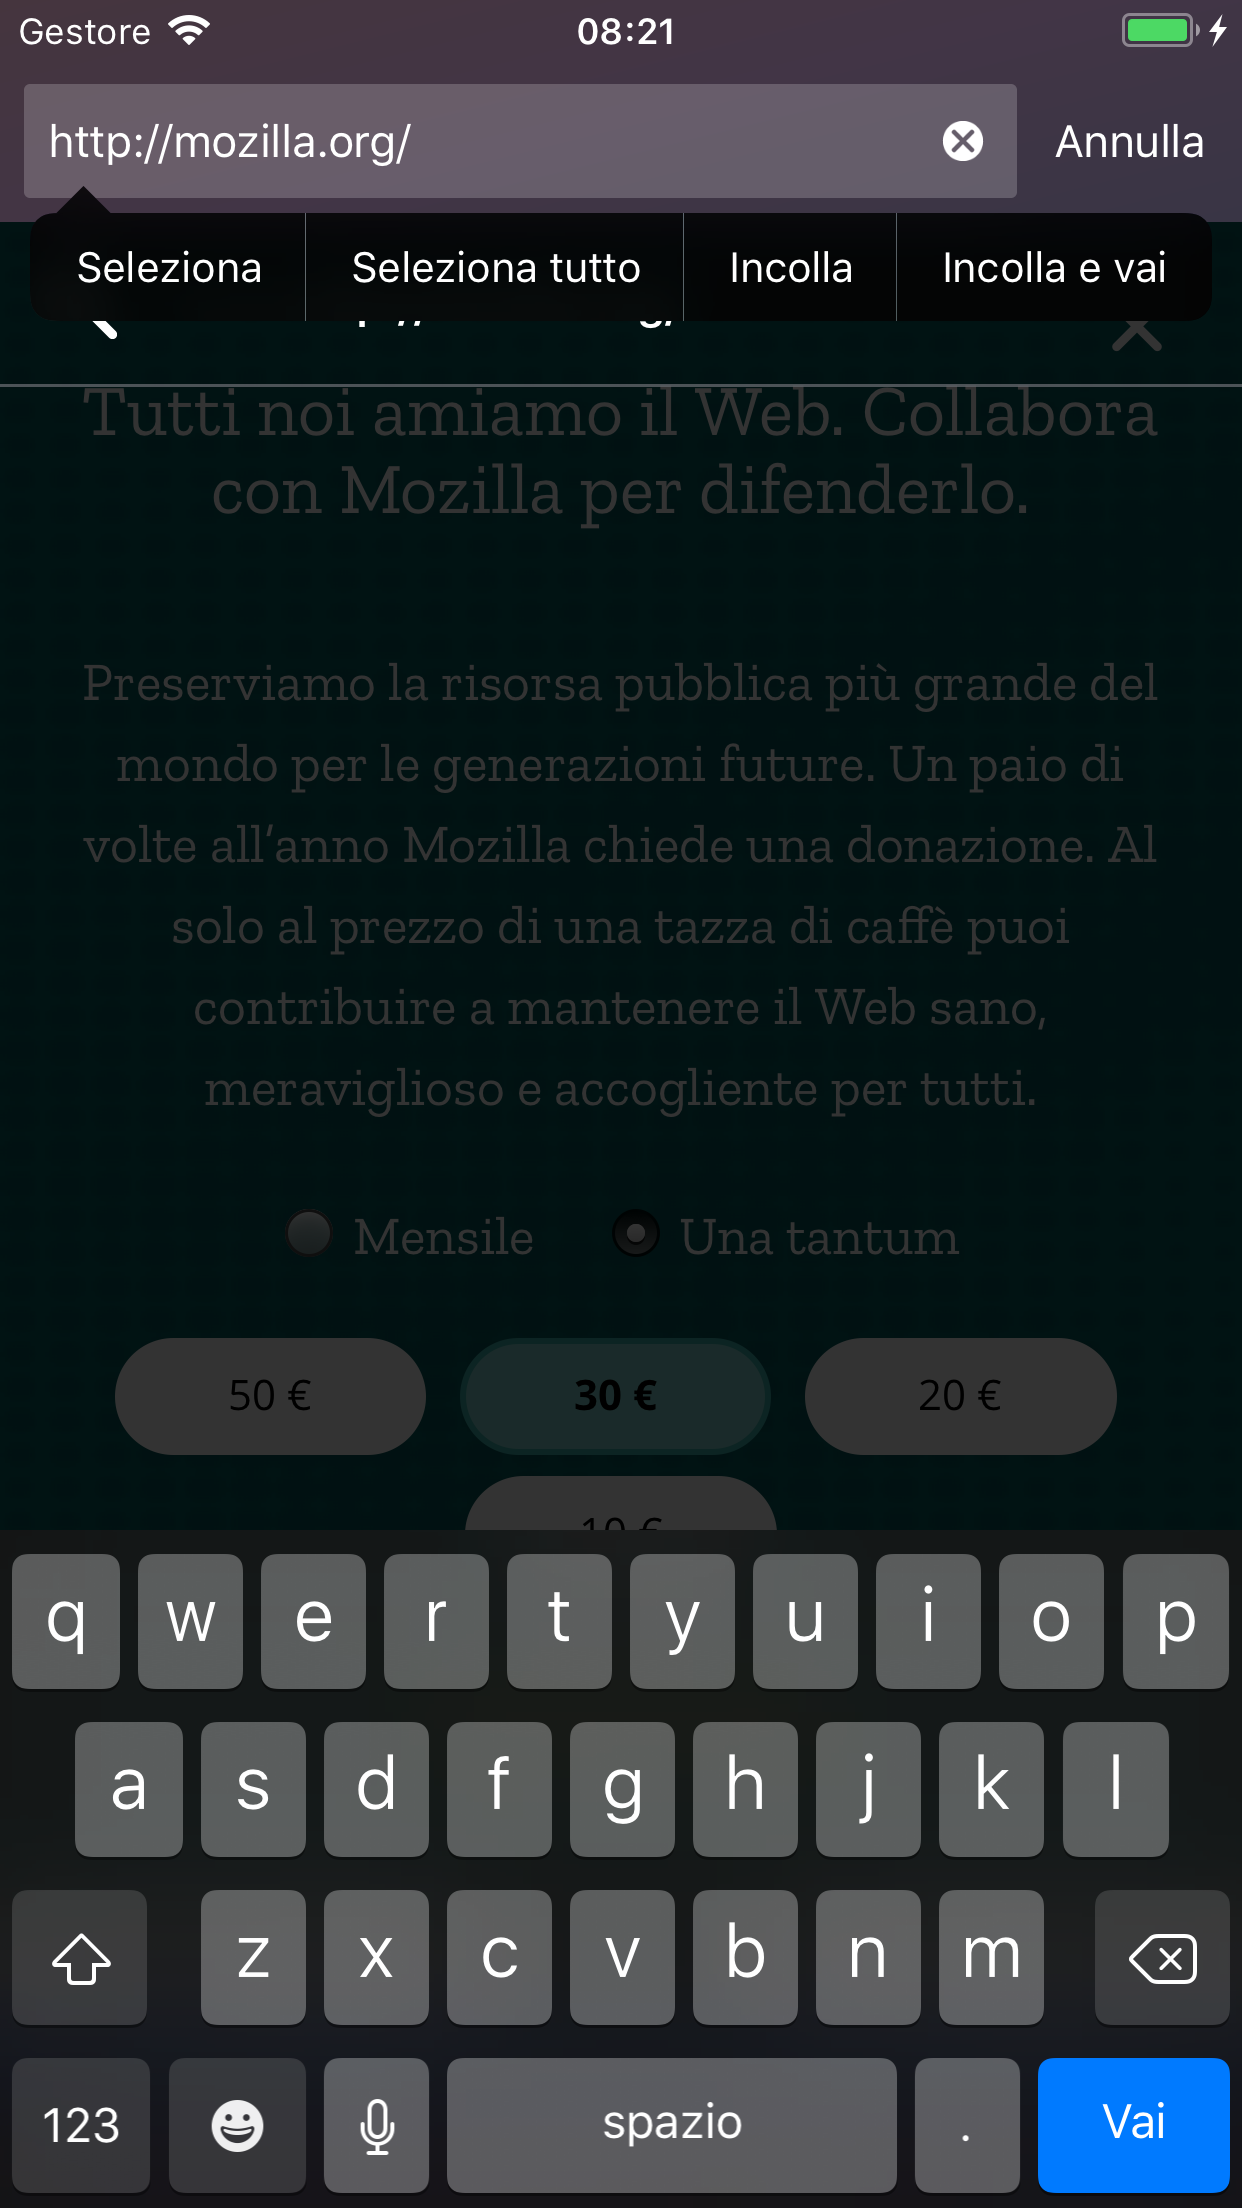 Gestore 08:21
http://mozilla.org/ Annulla
Seleziona Seleziona tutto Incolla Incolla e vai
Tutti noi amiamo il Web. Collabora
con Mozilla per difenderlo.
Preserviamo la risorsa pubblica più grande del
mondo per le generazioni future. Un paio di
volte all’anno Mozilla chiede una donazione. Al
solo al prezzo di una tazza di caffè puoi
contribuire a mantenere il Web sano,
meraviglioso e accogliente per tutti.
Mensile Una tantum
50 € 30 € 20 €
10 €
q w e r t y u i o p
a s d f g h j k l
z x c v b n m
123 spazio . Vai